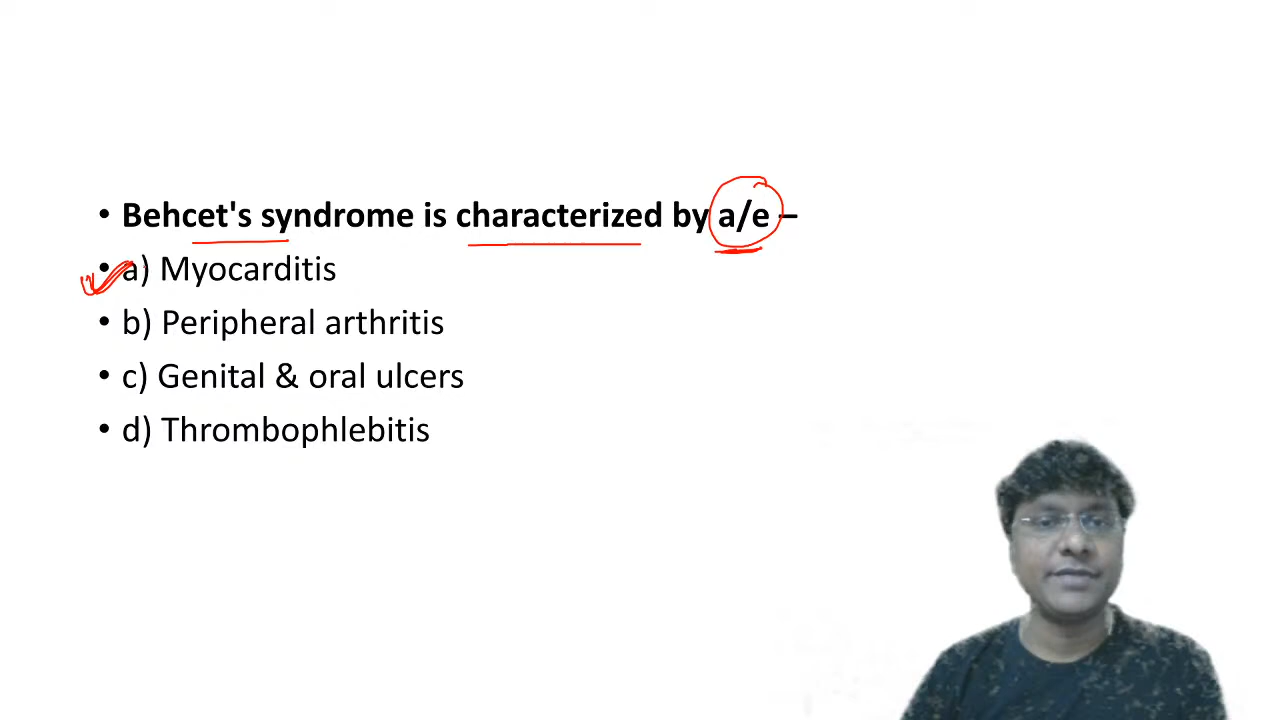 • Behcet's syndrome is characterized by a/e –
• a) Myocarditis
• b) Peripheral arthritis
• c) Genital & oral ulcers
• d) Thrombophlebitis